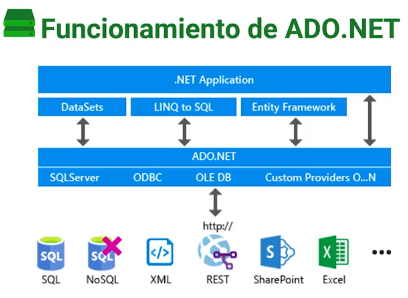 Funcionamiento de ADO.NET
.NET Application
DataSets LINQ to SQL Entity Framework
ADO.NET
SQLServer ODBC OLE DB Custom Providers O...N
http://
SQL SQL
SQL NoSQL XML REST SharePoint Excel